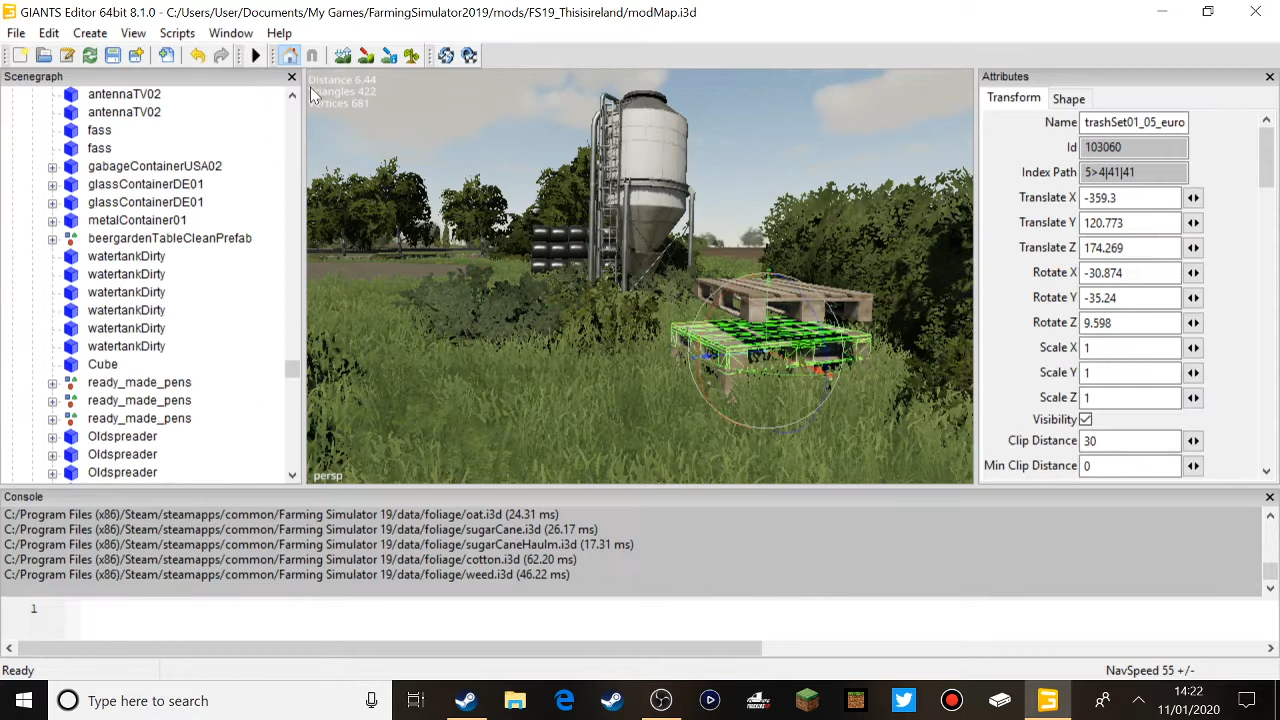 GIANTS Editor 64bit 8.1.0 - C:/Users/User/Documents/My Games/FarmingSimulator2019/mods/FS19_Thisisireland/modMap.i3d
File Edit Create View Scripts Window Help
Scenegraph
antennaTV02
antennaTV02
fass
fass
gabageContainerUSA02
glassContainerDE01
glassContainerDE01
metalContainer01
beergardenTableCleanPrefab
watertankDirty
watertankDirty
watertankDirty
watertankDirty
watertankDirty
watertankDirty
Cube
ready_made_pens
ready_made_pens
ready_made_pens
Oldspreader
Oldspreader
Oldspreader
Distance 6.44
riangles 422
ertices 681
persp
Attributes
Transform Shape
Name trashSet01_05_euro
Id 103060
Index Path 5>4|41|41
Translate X -359.3
Translate Y 120.773
Translate Z 174.269
Rotate X -30.874
Rotate Y -35.24
Rotate Z 9.598
Scale X 1
Scale Y 1
Scale Z 1
Visibility
Clip Distance 30
Min Clip Distance 0
Console
C:/Program Files (x86)/Steam/steamapps/common/Farming Simulator 19/data/foliage/oat.i3d (24.31 ms)
C:/Program Files (x86)/Steam/steamapps/common/Farming Simulator 19/data/foliage/sugarCane.i3d (26.17 ms)
C:/Program Files (x86)/Steam/steamapps/common/Farming Simulator 19/data/foliage/sugarCaneHaulm.i3d (17.31 ms)
C:/Program Files (x86)/Steam/steamapps/common/Farming Simulator 19/data/foliage/cotton.i3d (62.20 ms)
C:/Program Files (x86)/Steam/steamapps/common/Farming Simulator 19/data/foliage/weed.i3d (46.22 ms)
1
Ready
NavSpeed 55 +/-
Type here to search
14:22
11/01/2020